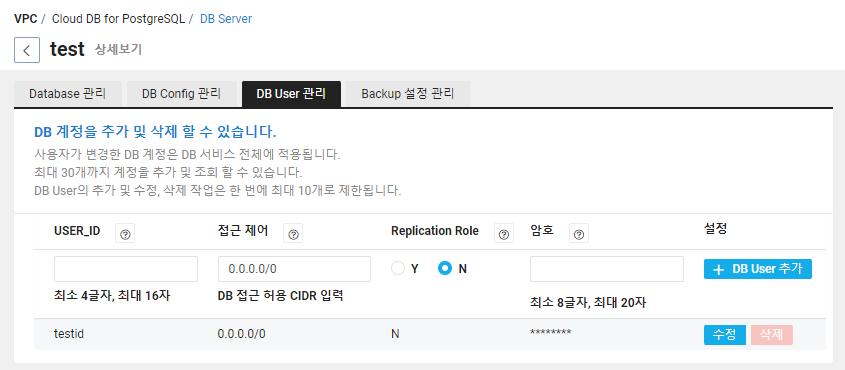 VPC / Cloud DB for PostgreSQL / DB Server
test 상세보기
Database 관리 DB Config 관리 DB User 관리 Backup 설정 관리
DB 계정을 추가 및 삭제 할 수 있습니다.
사용자가 변경한 DB 계정은 DB 서비스 전체에 적용됩니다.
최대 30개까지 계정을 추가 및 조회 할 수 있습니다.
DB User의 추가 및 수정, 삭제 작업은 한 번에 최대 10개로 제한됩니다.
USER_ID ? 접근 제어 ? Replication Role ? 암호 ? 설정
0.0.0.0/0 Y N + DB User 추가
최소 4글자, 최대 16자 DB 접근 허용 CIDR 입력 최소 8글자, 최대 20자
testid 0.0.0.0/0 N ******** 수정 삭제